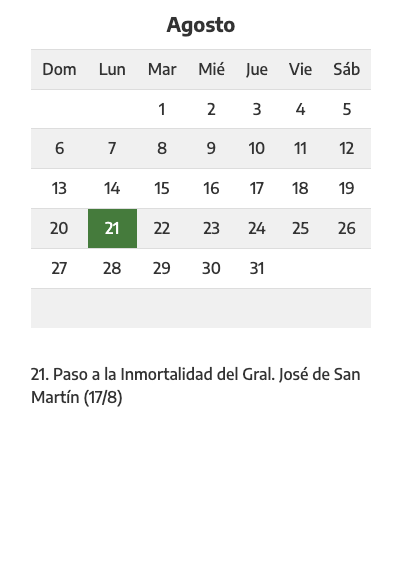 Agosto
Dom Lun Mar Mié Jue Vie Sáb
1 2 3 4 5
6 7 8 9 10 11 12
13 14 15 16 17 18 19
20 21 22 23 24 25 26
27 28 29 30 31
21. Paso a la Inmortalidad del Gral. José de San
Martín (17/8)